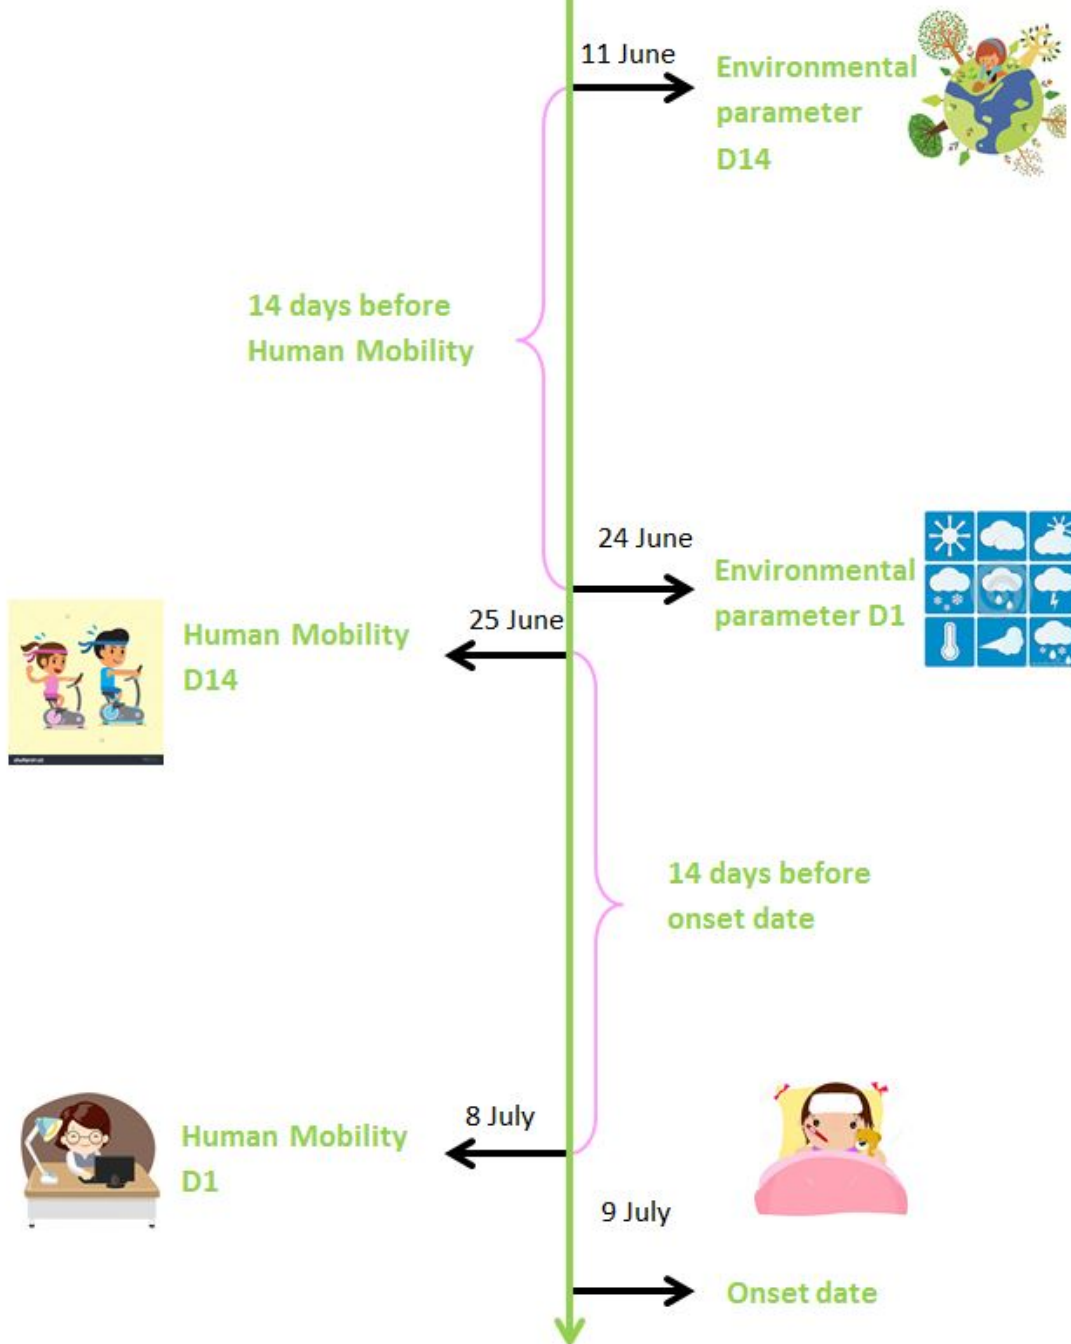 11 June
Environmental
parameter
D14
14 days before
Human Mobility
24 June
Environmental
parameter D1
25 June
Human Mobility
D14
14 days before
onset date
8 July
Human Mobility
D1
9 July
Onset date